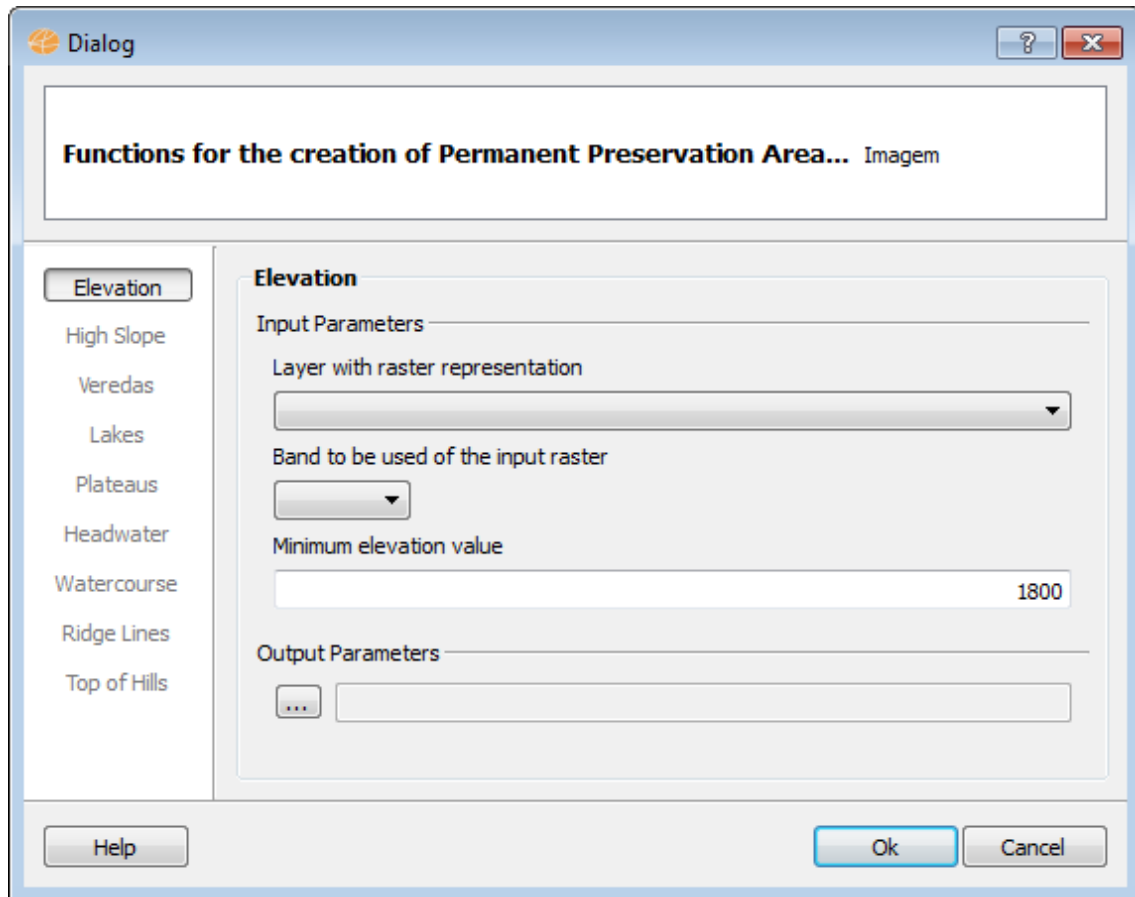 Dialog
Functions for the creation of Permanent Preservation Area... Imagem
Elevation
High Slope
Veredas
Lakes
Plateaus
Headwater
Watercourse
Ridge Lines
Top of Hills
Elevation
Input Parameters
Layer with raster representation
Band to be used of the input raster
Minimum elevation value
1800
Output Parameters
...
Help
Ok
Cancel